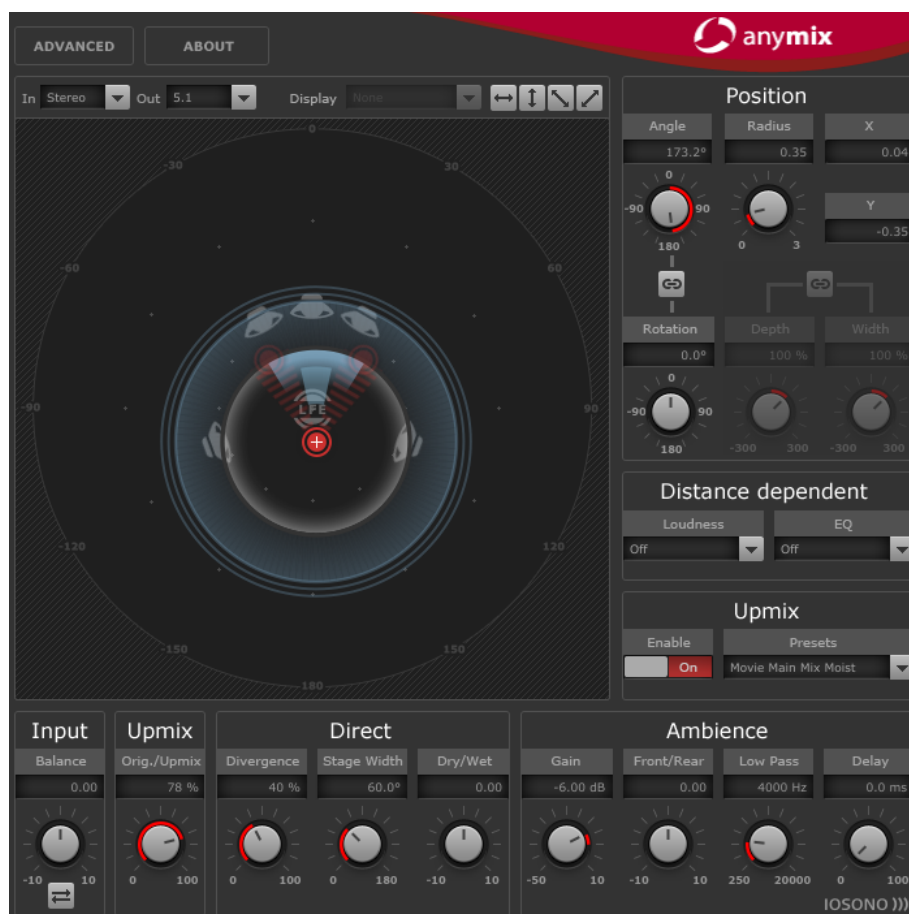 ADVANCED ABOUT anymix
In Stereo Out 5.1 Display None
Position
Angle Radius X
173.2° 0.35 0.04
0
-90 90
180
0 3
Y
-0.35
Rotation Depth Width
0.0° 100 % 100 %
0
-90 90
180
-300 300
-300 300
0
-30 30
-60 60
-90 90
-120 120
-150 150
180
LFE
Distance dependent
Loudness EQ
Off Off
Upmix
Enable Presets
On Movie Main Mix Moist
Input Upmix Direct Ambience
Balance Orig./Upmix Divergence Stage Width Dry/Wet Gain Front/Rear Low Pass Delay
0.00 78 % 40 % 60.0° 0.00 -6.00 dB 0.00 4000 Hz 0.0 ms
-10 10 0 100 0 100 0 180 -10 10 -50 10 -10 10 250 20000 0 100
IOSONO )))